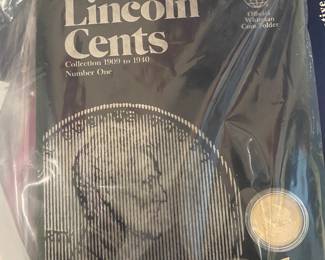 Lincoln
Cents
Collection 1909 to 1940
Number One
Official
Whitman
Coin Folder